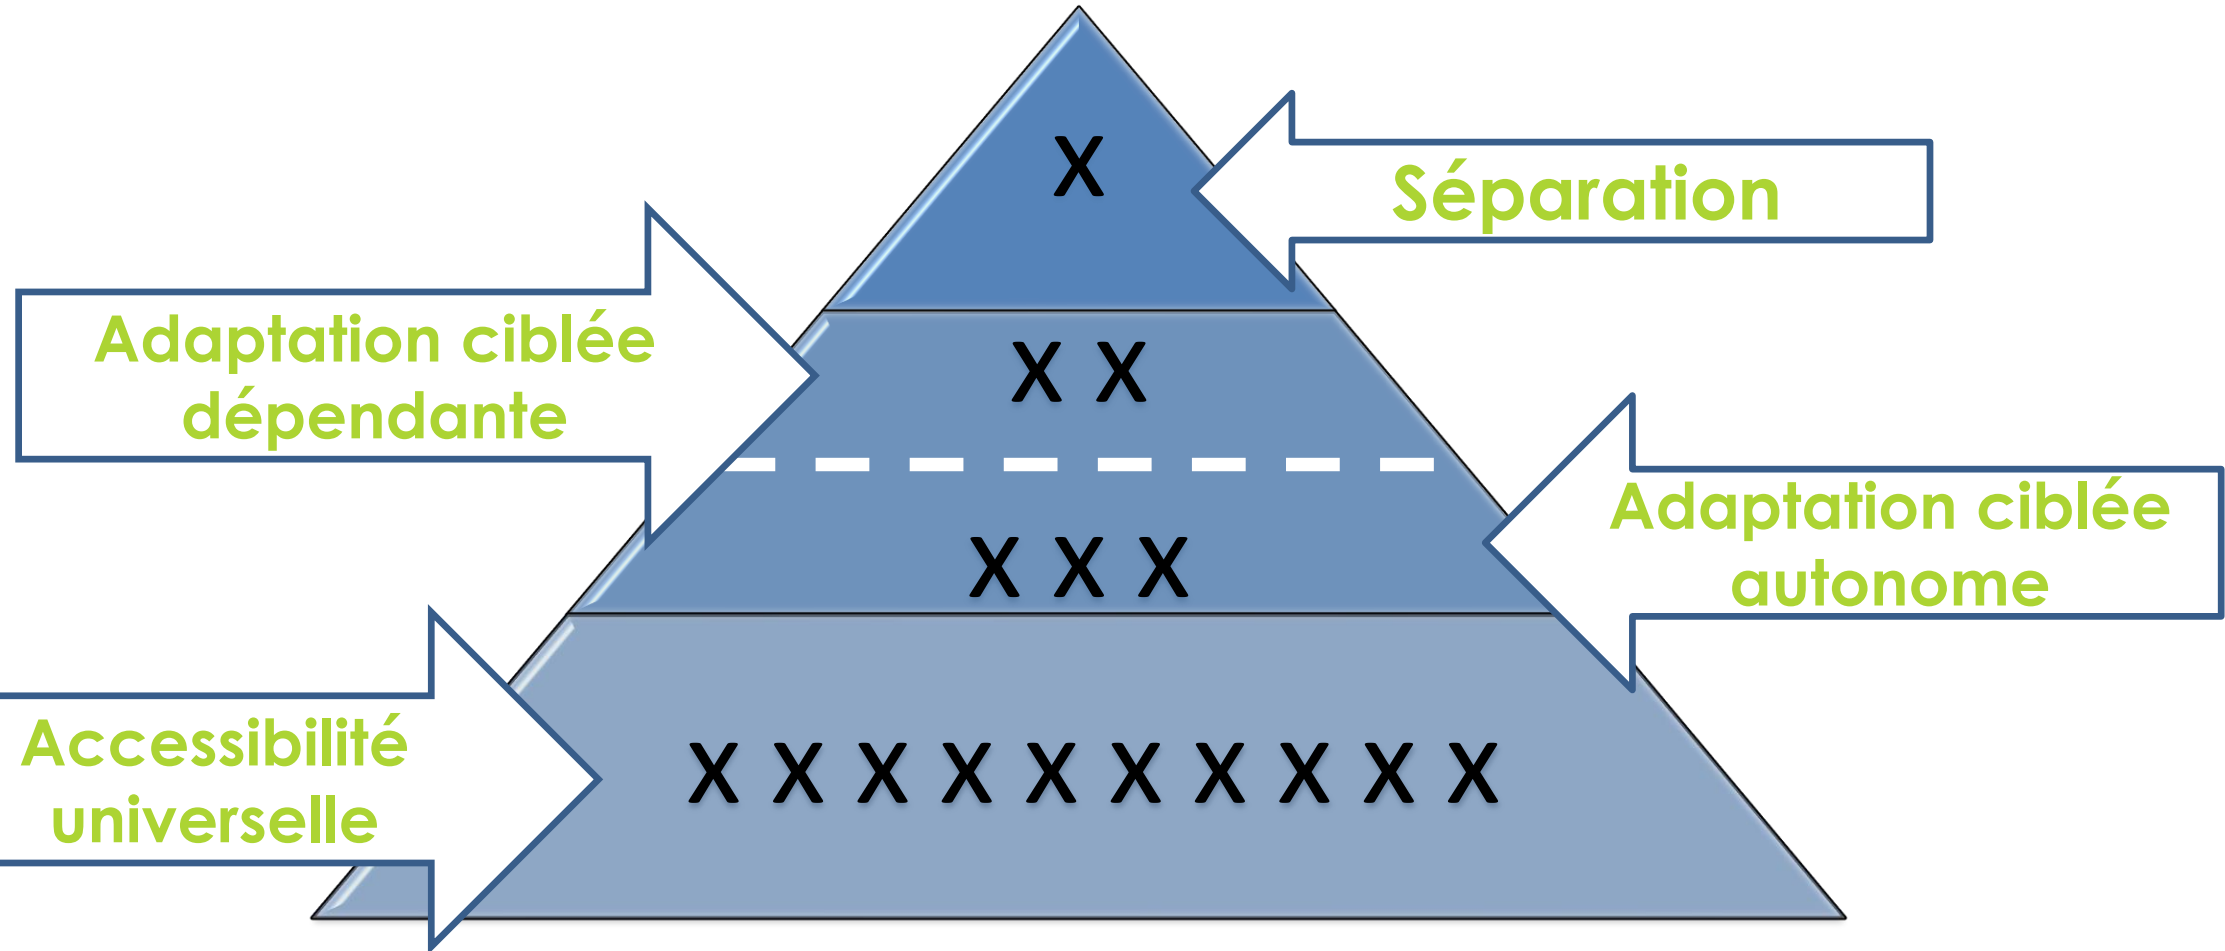 X
Séparation
Adaptation ciblée
dépendante
X X
Adaptation ciblée
autonome
X X X
Accessibilité
universelle
X X X X X X X X X X